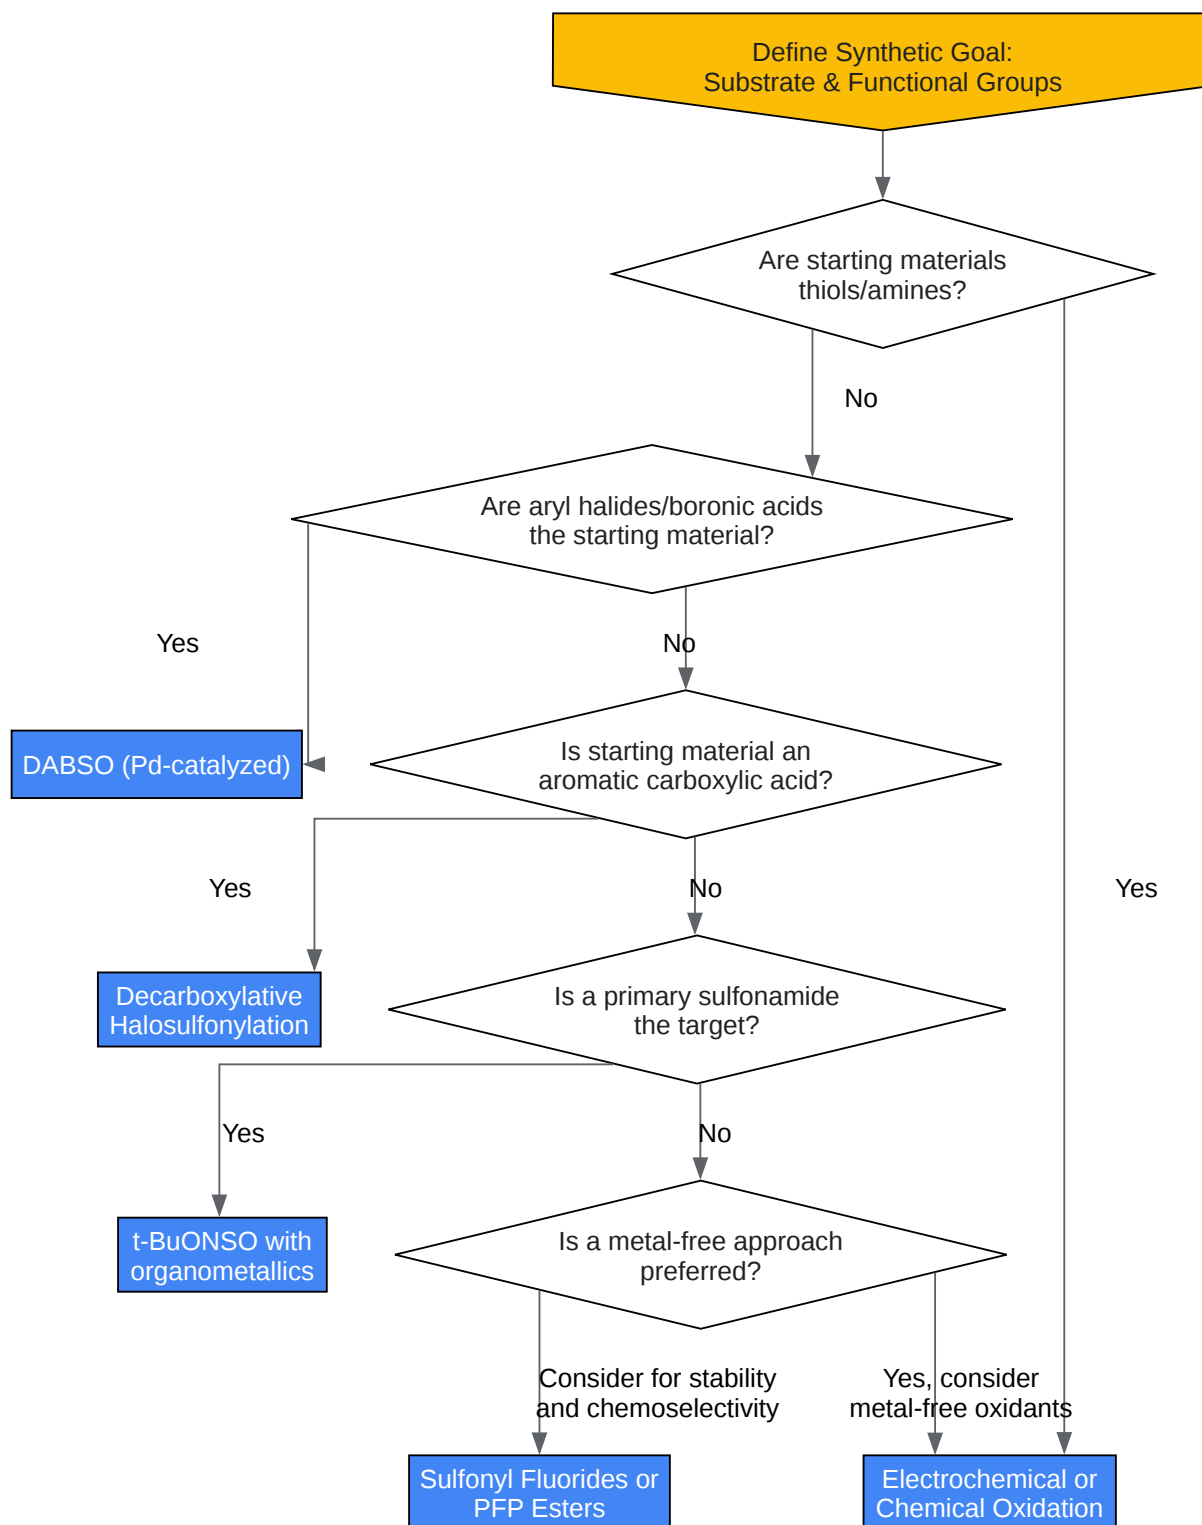 Define Synthetic Goal:
Substrate & Functional Groups
Are starting materials
thiols/amines?
No
Are aryl halides/boronic acids
the starting material?
Yes
No
DABSO (Pd-catalyzed)
Is starting material an
aromatic carboxylic acid?
Yes
No
Yes
Decarboxylative
Halosulfonylation
Is a primary sulfonamide
the target?
Yes
No
t-BuONSO with
organometallics
Is a metal-free approach
preferred?
Consider for stability
and chemoselectivity
Yes, consider
metal-free oxidants
Sulfonyl Fluorides or
PFP Esters
Electrochemical or
Chemical Oxidation